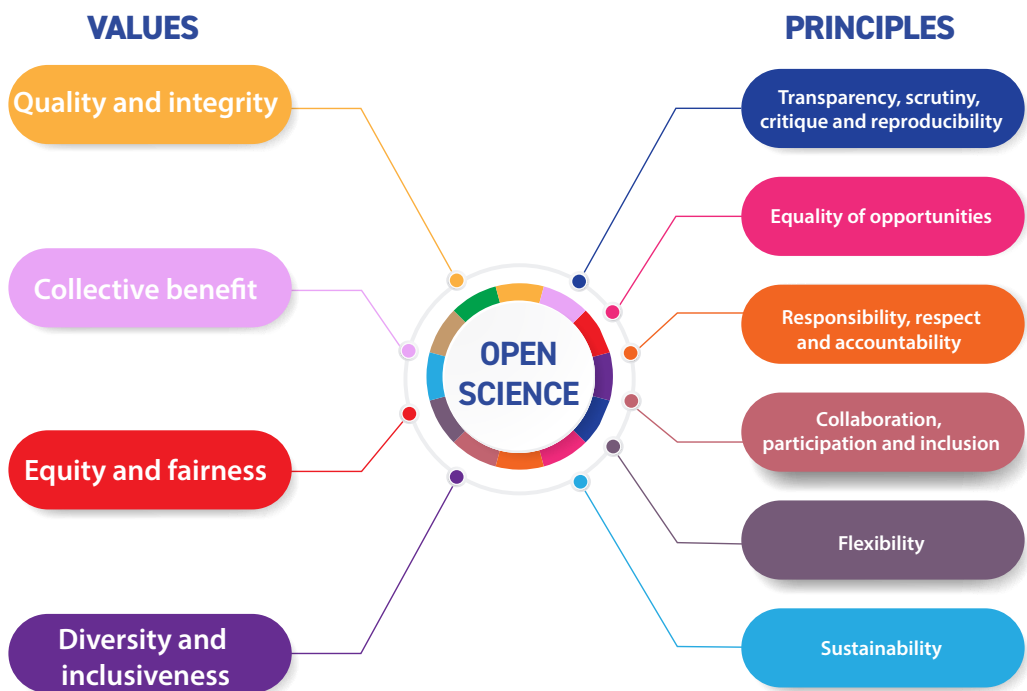 VALUES
Quality and integrity
Collective benefit
Equity and fairness
Diversity and
inclusiveness
OPEN
SCIENCE
PRINCIPLES
Transparency, scrutiny,
critique and reproducibility
Equality of opportunities
Responsibility, respect
and accountability
Collaboration,
participation and inclusion
Flexibility
Sustainability